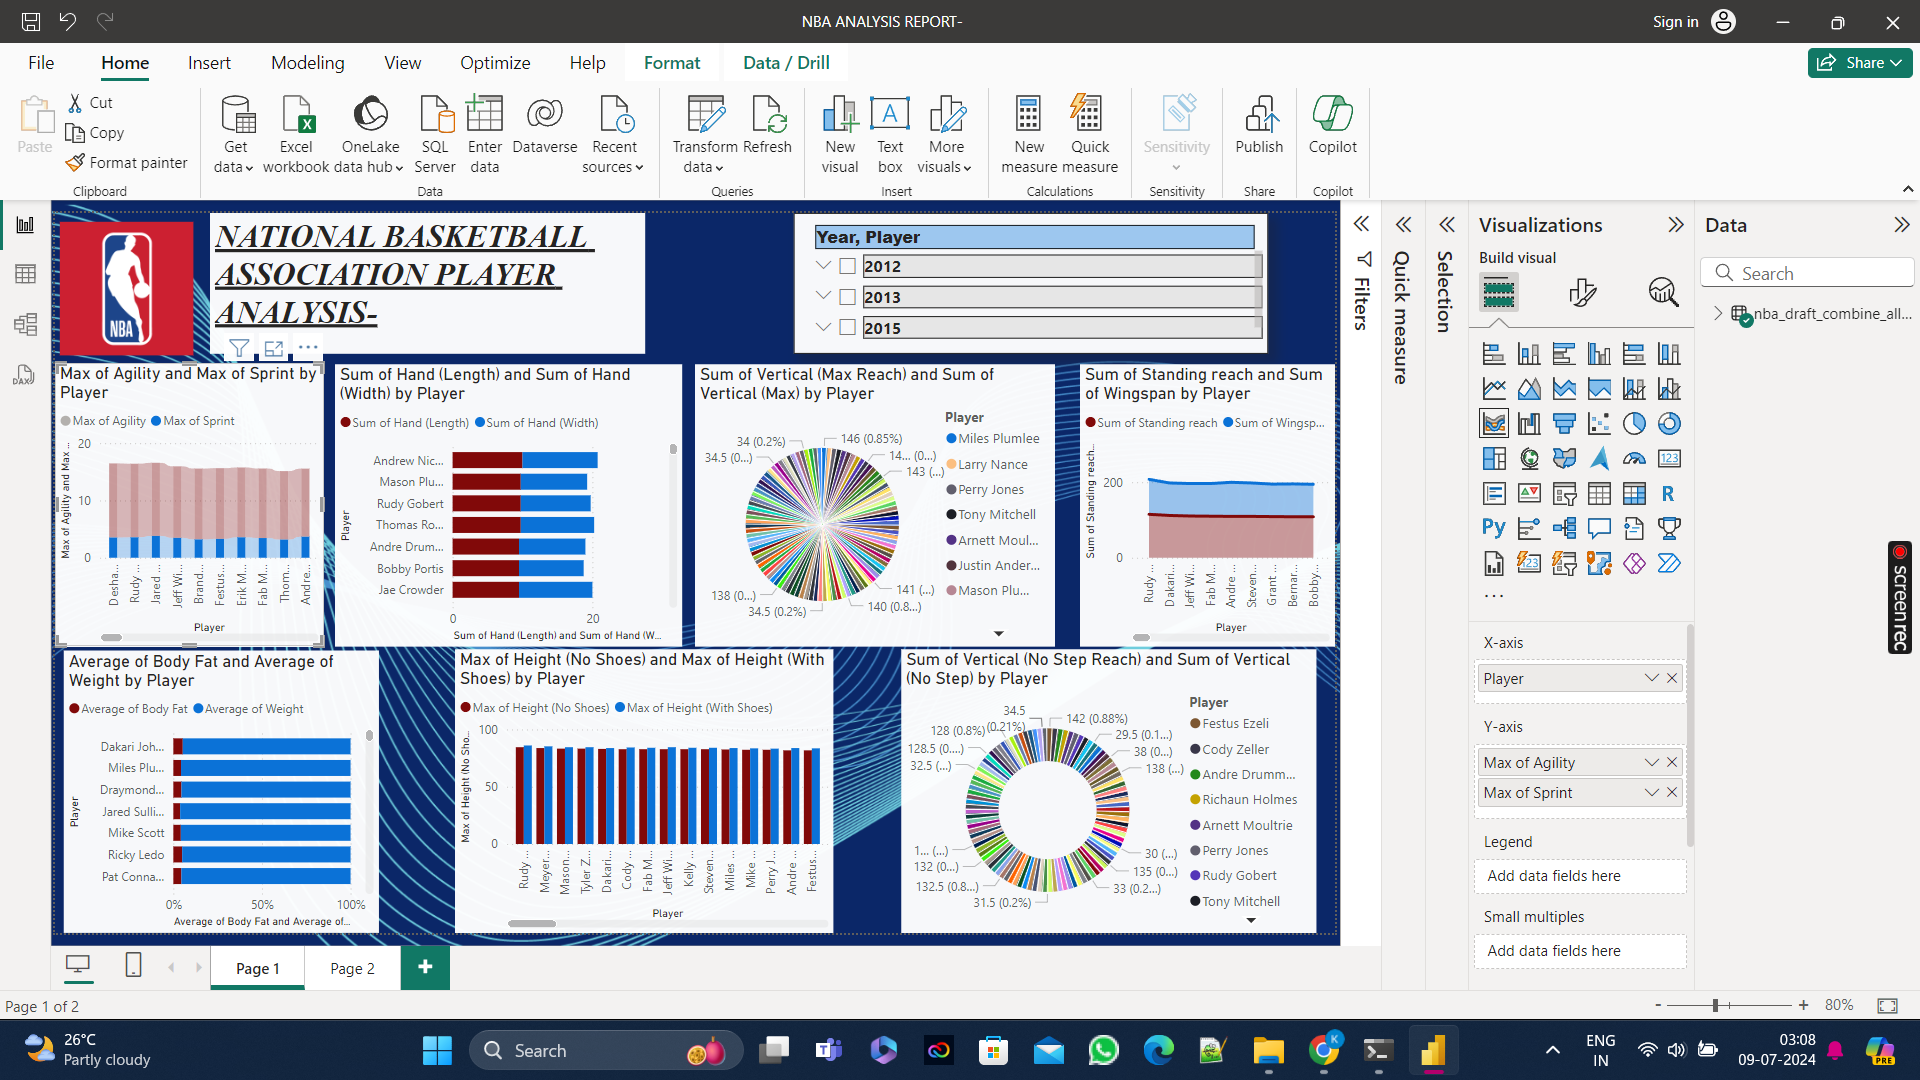 NBA ANALYSIS REPORT-
Sign in
File
Home
Insert
Modeling
View
Optimize
Help
Format
Data / Drill
Share
Paste
Cut
Copy
Format painter
Clipboard
Get data
Excel workbook
OneLake data hub
SQL Server
Enter data
Dataverse
Recent sources
Data
Transform data
Refresh
Queries
New visual
Text box
More visuals
Insert
New measure
Quick measure
Calculations
Sensitivity
Sensitivity
Publish
Share
Copilot
Copilot
NBA
NATIONAL BASKETBALL
ASSOCIATION PLAYER
ANALYSIS-
Year, Player
2012
2013
2015
Max of Agility and Max of Sprint by
Player
Max of Agility Max of Sprint
Max of Agility and Max ...
20
10
0
Desha...
Rudy ...
Jared ...
Jeff Wi...
Brand...
Festus...
Erik M...
Fab M...
Thom...
Andre...
Player
Sum of Hand (Length) and Sum of Hand
(Width) by Player
Sum of Hand (Length) Sum of Hand (Width)
Player
Andrew Nic...
Mason Plu...
Rudy Gobert
Thomas Ro...
Andre Drum...
Bobby Portis
Jae Crowder
0 20
Sum of Hand (Length) and Sum of Hand (W...
Sum of Vertical (Max Reach) and Sum of
Vertical (Max) by Player
34 (0.2%)
34.5 (0...)
146 (0.85%)
14... (0...)
143 (...)
141 (...)
140 (0.8...)
34.5 (0.2%)
138 (0...)
Player
Miles Plumlee
Larry Nance
Perry Jones
Tony Mitchell
Arnett Moul...
Justin Ander...
Mason Plu...
Sum of Standing reach and Sum
of Wingspan by Player
Sum of Standing reach Sum of Wingsp...
Sum of Standing reach...
200
0
Rudy ...
Dakari...
Jeff Wi...
Fab M...
Andre ...
Steven...
Grant ...
Bernar...
Bobby...
Player
Average of Body Fat and Average of
Weight by Player
Average of Body Fat Average of Weight
Player
Dakari Joh...
Miles Plu...
Draymond...
Jared Sulli...
Mike Scott
Ricky Ledo
Pat Conna...
0% 50% 100%
Average of Body Fat and Average of...
Max of Height (No Shoes) and Max of Height (With
Shoes) by Player
Max of Height (No Shoes) Max of Height (With Shoes)
Max of Height (No Sho...
100
50
0
Rudy ...
Meyer...
Mason...
Tyler Z...
Dakari...
Cody ...
Fab M...
Jeff Wi...
Kelly ...
Steven...
Miles ...
Mike ...
Perry J...
Andre ...
Festus...
Player
Sum of Vertical (No Step Reach) and Sum of Vertical
(No Step) by Player
34.5
(0.21%)
128 (0.8%)
128.5 (0....)
32.5 (...)
142 (0.88%)
29.5 (0.1...)
38 (0...)
138 (...)
1... (...)
132 (0...)
132.5 (0.8...)
31.5 (0.2%)
30 (...)
135 (0...)
33 (0.2...)
Player
Festus Ezeli
Cody Zeller
Andre Drumm...
Richaun Holmes
Arnett Moultrie
Perry Jones
Rudy Gobert
Tony Mitchell
Filters
Quick measure
Selection
Visualizations
Build visual
123
R
Py
123
...
X-axis
Player
Y-axis
Max of Agility
Max of Sprint
Legend
Add data fields here
Small multiples
Add data fields here
Data
Search
nba_draft_combine_all...
screenrec
Page 1
Page 2
Page 1 of 2
- + 80%
26°C
Partly cloudy
Search
K
ENG
IN
03:08
09-07-2024
PRE